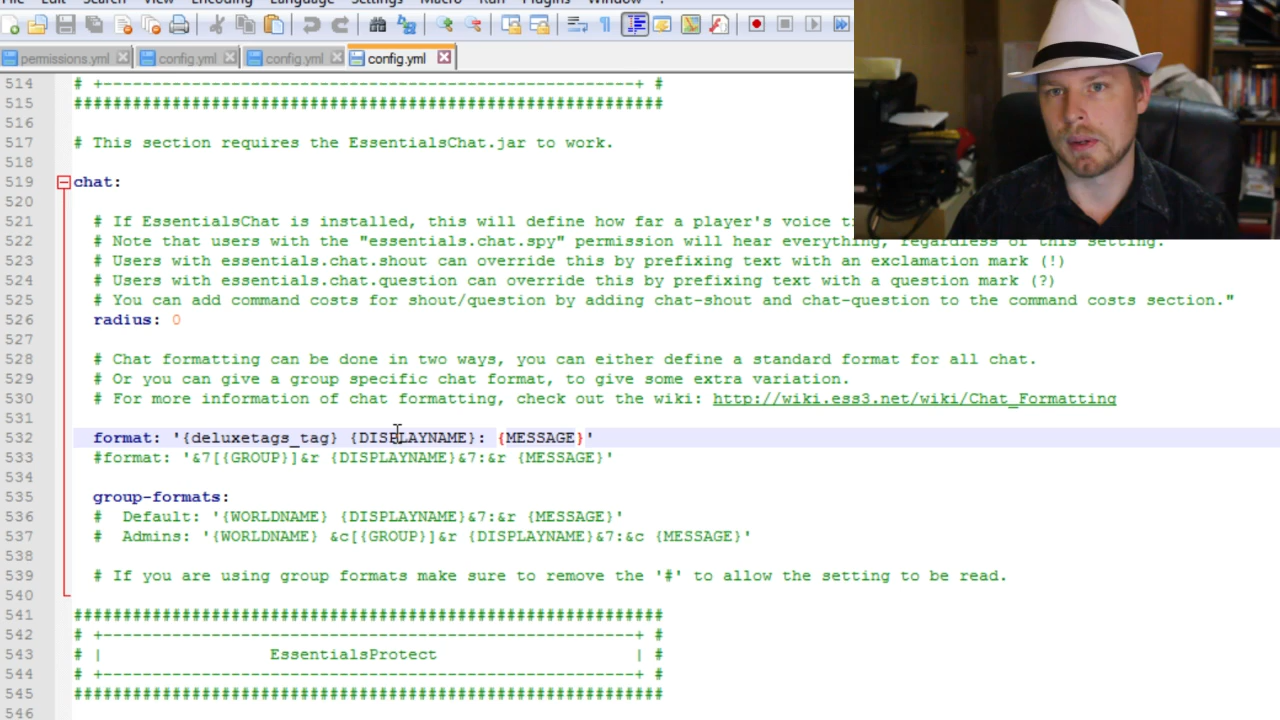 permissions.yml config.yml config.yml config.yml
514 # +------------------------------------------------------+ #
515 ############################################################
516
517 # This section requires the EssentialsChat.jar to work.
518
519 chat:
520
521 # If EssentialsChat is installed, this will define how far a player's voice
522 # Note that users with the "essentials.chat.spy" permission will hear everything, regardless of this setting.
523 # Users with essentials.chat.shout can override this by prefixing text with an exclamation mark (!)
524 # Users with essentials.chat.question can override this by prefixing text with a question mark (?)
525 # You can add command costs for shout/question by adding chat-shout and chat-question to the command costs section."
526 radius: 0
527
528 # Chat formatting can be done in two ways, you can either define a standard format for all chat.
529 # Or you can give a group specific chat format, to give some extra variation.
530 # For more information of chat formatting, check out the wiki: http://wiki.ess3.net/wiki/Chat_Formatting
531
532 format: '{deluxetags_tag} {DISPLAYNAME}: {MESSAGE}'
533 #format: '&7[{GROUP}]&r {DISPLAYNAME}&7:&r {MESSAGE}'
534
535 group-formats:
536 # Default: '{WORLDNAME} {DISPLAYNAME}&7:&r {MESSAGE}'
537 # Admins: '{WORLDNAME} &c[{GROUP}]&r {DISPLAYNAME}&7:&c {MESSAGE}'
538
539 # If you are using group formats make sure to remove the '#' to allow the setting to be read.
540
541 ############################################################
542 # +------------------------------------------------------+ #
543 # | EssentialsProtect | #
544 # +------------------------------------------------------+ #
545 ############################################################
546